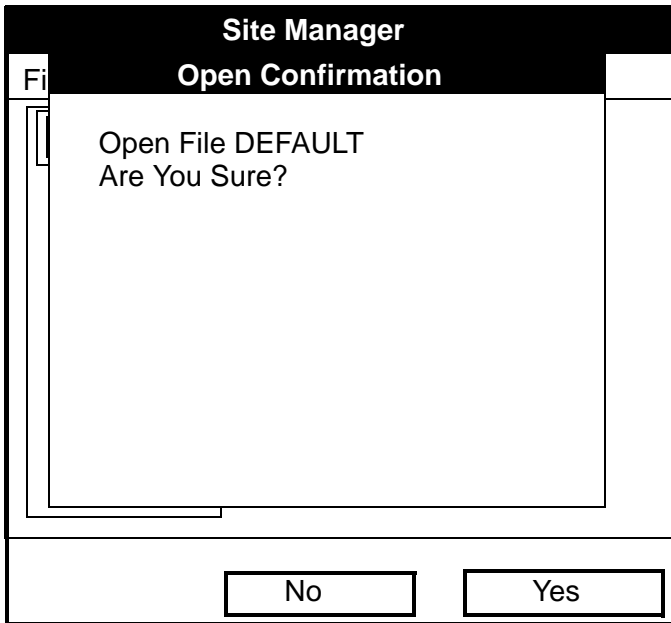 Site Manager
Fi
Open Confirmation
Open File DEFAULT
Are You Sure?
No
Yes